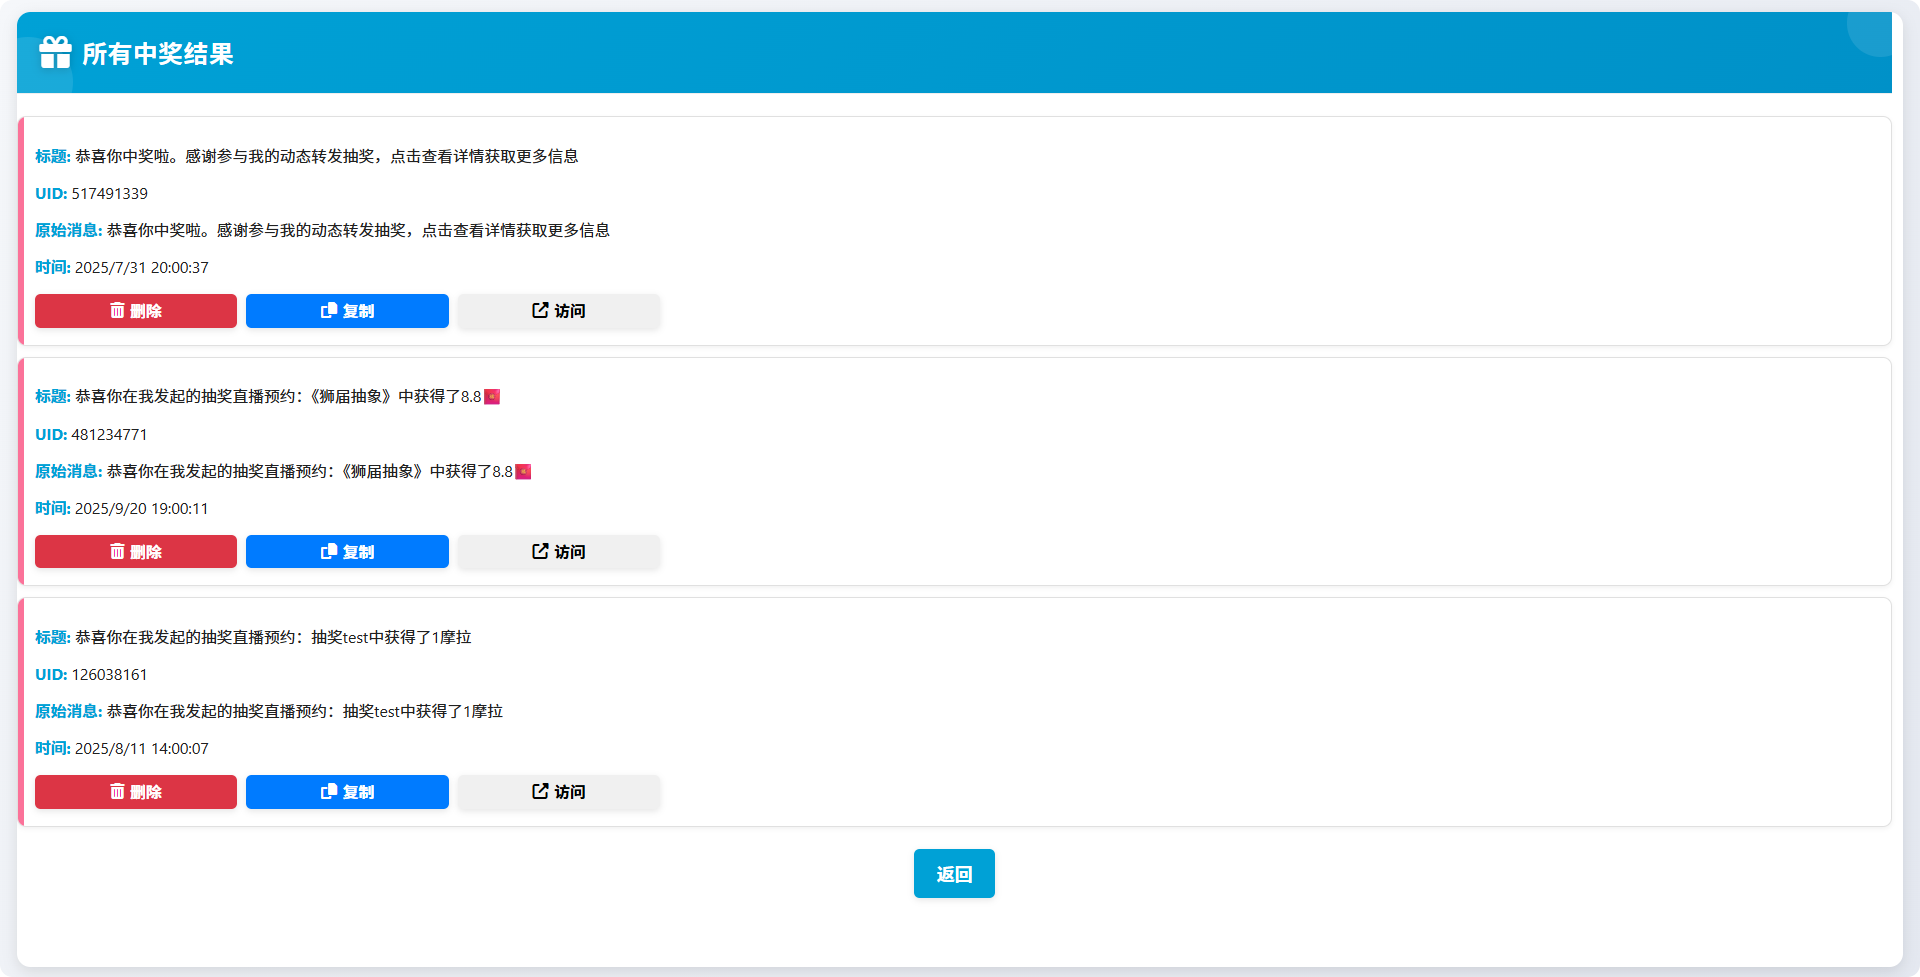 所有中奖结果
标题: 恭喜你中奖啦。感谢参与我的动态转发抽奖，点击查看详情获取更多信息
UID: 517491339
原始消息: 恭喜你中奖啦。感谢参与我的动态转发抽奖，点击查看详情获取更多信息
时间: 2025/7/31 20:00:37
删除 复制 访问
标题: 恭喜你在我发起的抽奖直播预约：《狮届抽象》中获得了8.8🧧
UID: 481234771
原始消息: 恭喜你在我发起的抽奖直播预约：《狮届抽象》中获得了8.8🧧
时间: 2025/9/20 19:00:11
删除 复制 访问
标题: 恭喜你在我发起的抽奖直播预约：抽奖test中获得了1摩拉
UID: 126038161
原始消息: 恭喜你在我发起的抽奖直播预约：抽奖test中获得了1摩拉
时间: 2025/8/11 14:00:07
删除 复制 访问
返回